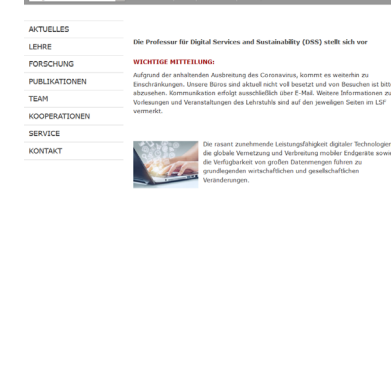 AKTUELLES
LEHRE
FORSCHUNG
PUBLIKATIONEN
TEAM
KOOPERATIONEN
SERVICE
KONTAKT
Die Professur für Digital Services and Sustainability (DSS) stellt sich vor
WICHTIGE MITTEILUNG:
Aufgrund der anhaltenden Ausbreitung des Coronavirus, kommt es weiterhin zu
Einschränkungen. Unsere Büros sind aktuell nicht voll besetzt und von Besuchen ist bitt
abzusehen. Kommunikation erfolgt ausschließlich über E-Mail. Weitere Informationen zu
Vorlesungen und Veranstaltungen des Lehrstuhls sind auf den jeweiligen Seiten im LSF
vermerkt.
Die rasant zunehmende Leistungsfähigkeit digitaler Technologien
die globale Vernetzung und Verbreitung mobiler Endgeräte sowie
die Verfügbarkeit von großen Datenmengen führen zu
grundlegenden wirtschaftlichen und gesellschaftlichen
Veränderungen.